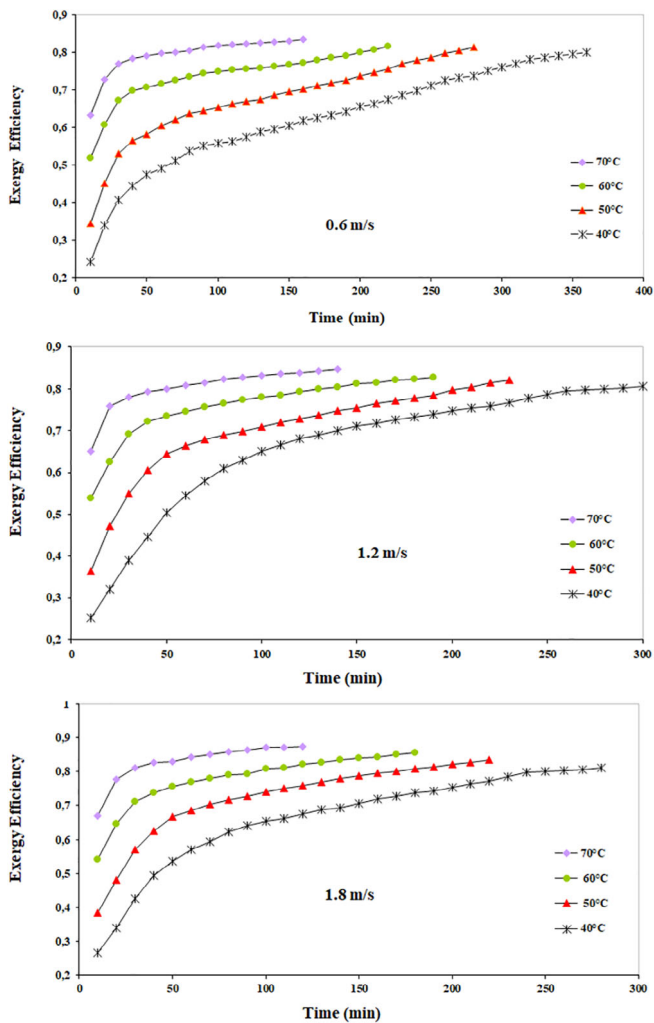 0,9
0,8
0,7
0,6
0,5
0,4
0,3
0,2
Exergy Efficiency
70°C
60°C
50°C
40°C
0.6 m/s
0 50 100 150 200 250 300 350 400
Time (min)
0,9
0,8
0,7
0,6
0,5
0,4
0,3
0,2
Exergy Efficiency
70°C
60°C
50°C
40°C
1.2 m/s
0 50 100 150 200 250 300
Time (min)
1
0,9
0,8
0,7
0,6
0,5
0,4
0,3
0,2
Exergy Efficiency
70°C
60°C
50°C
40°C
1.8 m/s
0 50 100 150 200 250 300
Time (min)